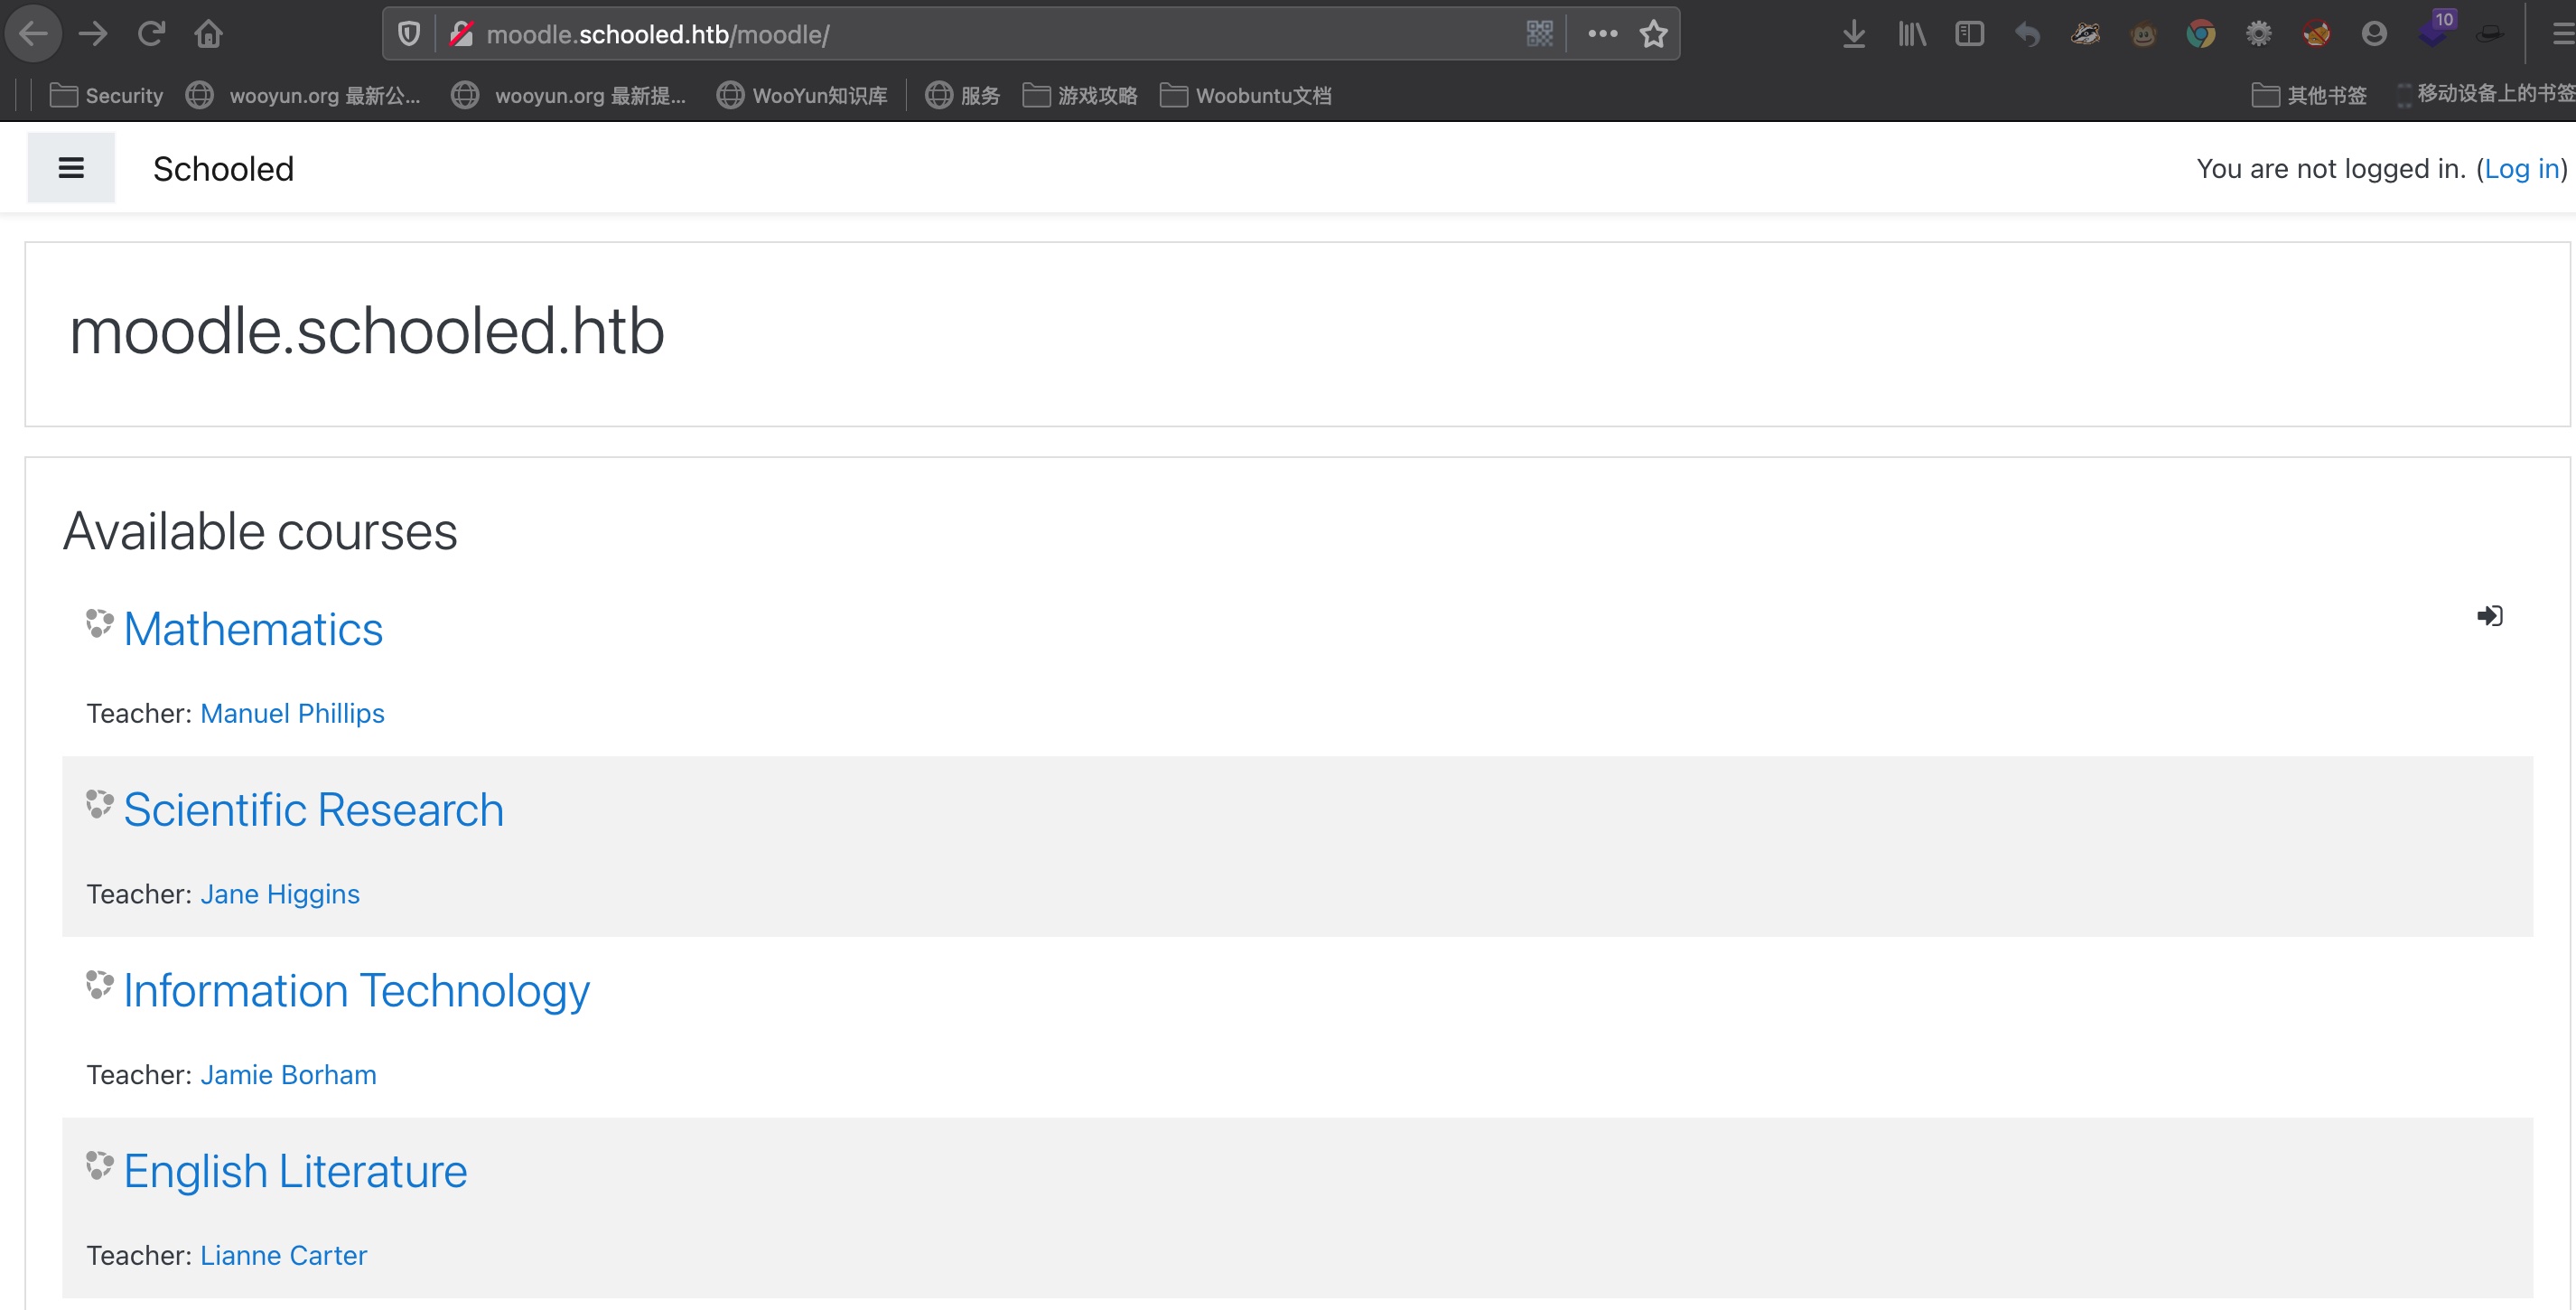 moodle.schooled.htb/moodle/
10
Security wooyun.org 最新公... wooyun.org 最新提... WooYun知识库 服务 游戏攻略 Woobuntu文档 其他书签 移动设备上的书签
Schooled You are not logged in. (Log in)
moodle.schooled.htb
Available courses
Mathematics
Teacher: Manuel Phillips
Scientific Research
Teacher: Jane Higgins
Information Technology
Teacher: Jamie Borham
English Literature
Teacher: Lianne Carter